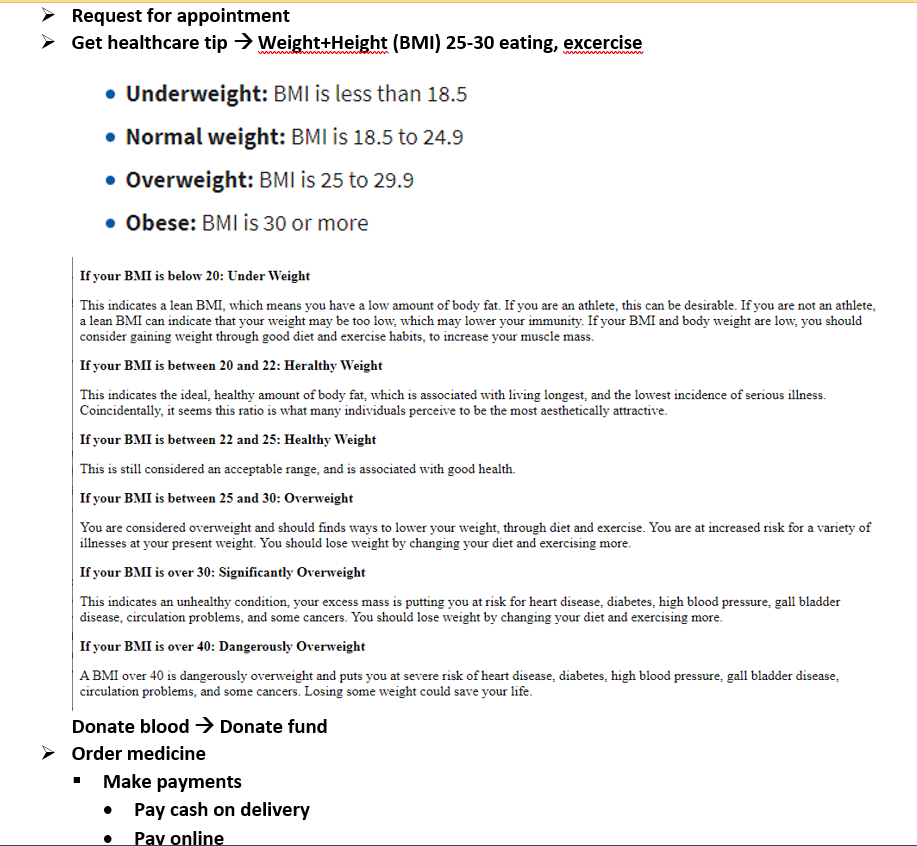 Request for appointment
Get healthcare tip → Weight+Height (BMI) 25-30 eating, excercise
Underweight: BMI is less than 18.5
Normal weight: BMI is 18.5 to 24.9
Overweight: BMI is 25 to 29.9
Obese: BMI is 30 or more
If your BMI is below 20: Under Weight
This indicates a lean BMI, which means you have a low amount of body fat. If you are an athlete, this can be desirable. If you are not an athlete,
a lean BMI can indicate that your weight may be too low, which may lower your immunity. If your BMI and body weight are low, you should
consider gaining weight through good diet and exercise habits, to increase your muscle mass.
If your BMI is between 20 and 22: Heralthy Weight
This indicates the ideal, healthy amount of body fat, which is associated with living longest, and the lowest incidence of serious illness.
Coincidentally, it seems this ratio is what many individuals perceive to be the most aesthetically attractive.
If your BMI is between 22 and 25: Healthy Weight
This is still considered an acceptable range, and is associated with good health.
If your BMI is between 25 and 30: Overweight
You are considered overweight and should finds ways to lower your weight, through diet and exercise. You are at increased risk for a variety of
illnesses at your present weight. You should lose weight by changing your diet and exercising more.
If your BMI is over 30: Significantly Overweight
This indicates an unhealthy condition, your excess mass is putting you at risk for heart disease, diabetes, high blood pressure, gall bladder
disease, circulation problems, and some cancers. You should lose weight by changing your diet and exercising more.
If your BMI is over 40: Dangerously Overweight
A BMI over 40 is dangerously overweight and puts you at severe risk of heart disease, diabetes, high blood pressure, gall bladder disease,
circulation problems, and some cancers. Losing some weight could save your life.
Donate blood → Donate fund
Order medicine
Make payments
Pay cash on delivery
Pay online